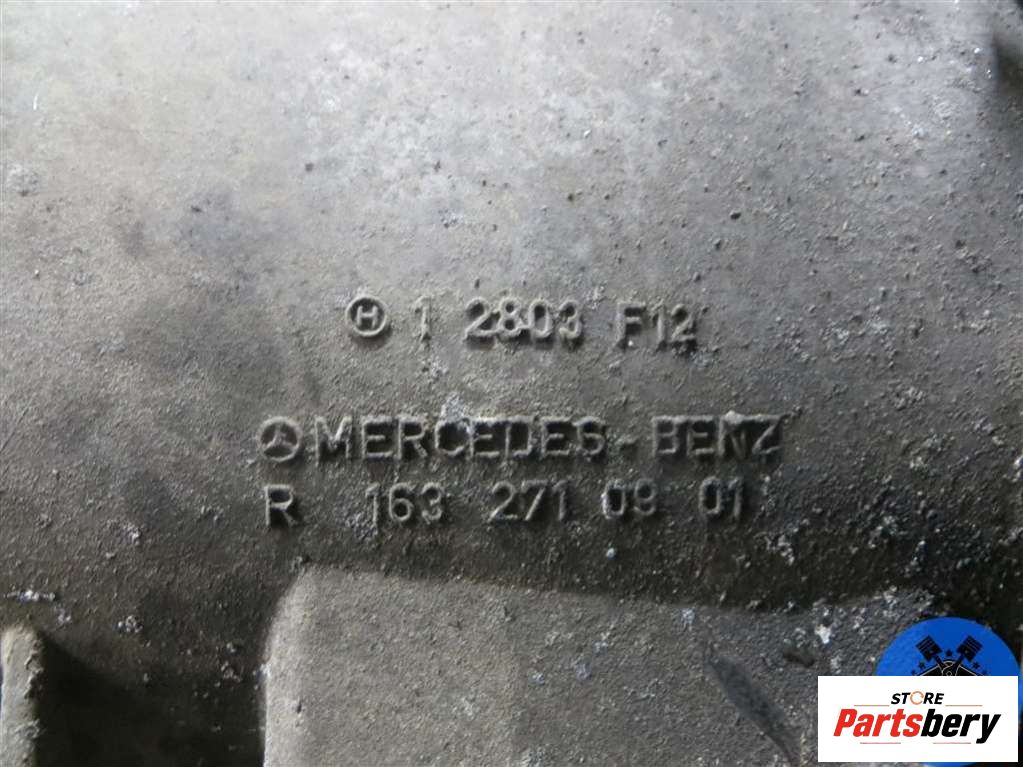 H 1 2803 F12
MERCEDES-BENZ
R 163 271 09 01
STORE
Partsbery